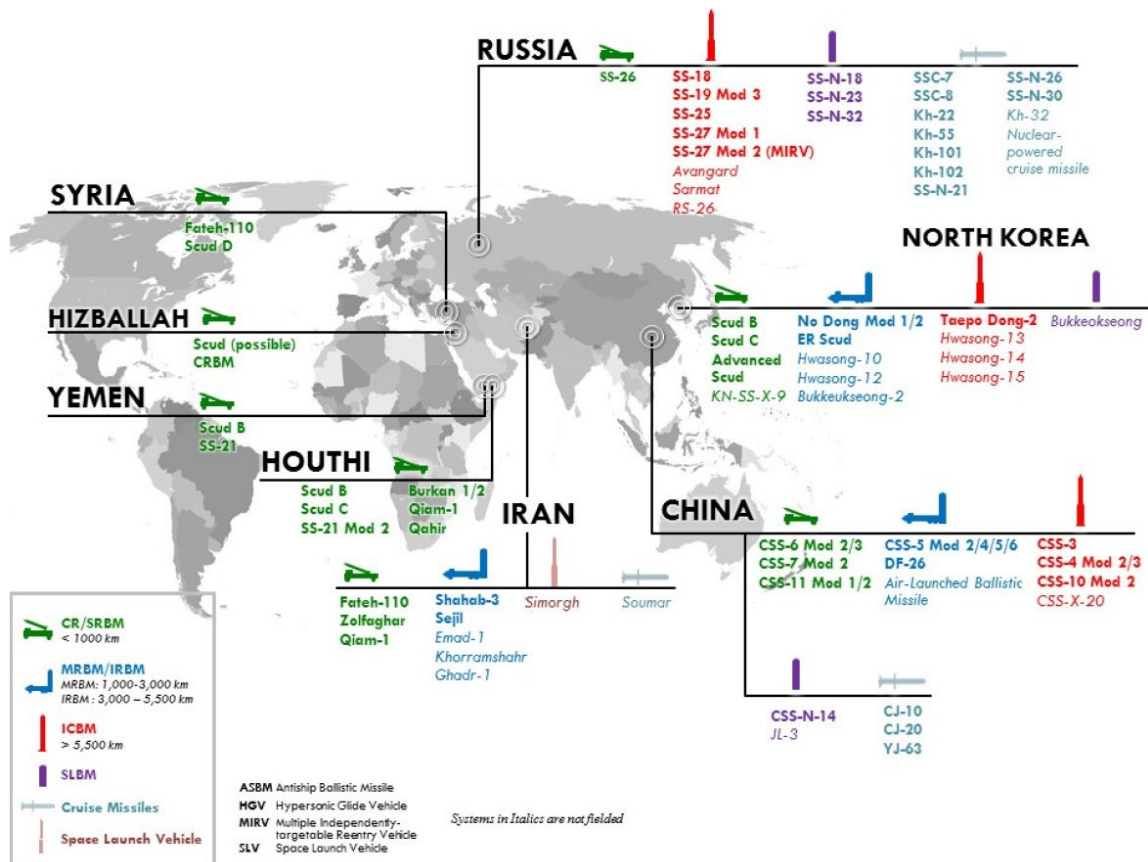 RUSSIA
SS-26
SS-18
SS-19 Mod 3
SS-25
SS-27 Mod 1
SS-27 Mod 2 (MIRV)
Avangard
Sarmat
RS-26
SS-N-18
SS-N-23
SS-N-32
SSC-7
SSC-8
Kh-22
Kh-55
Kh-101
Kh-102
SS-N-21
SS-N-26
SS-N-30
Kh-32
Nuclear-
powered
cruise missile
SYRIA
Fateh-110
Scud D
NORTH KOREA
Scud B
Scud C
Advanced
Scud
KN-SS-X-9
No Dong Mod 1/2
ER Scud
Hwasong-10
Hwasong-12
Bukkeukseong-2
Taepo Dong-2
Hwasong-13
Hwasong-14
Hwasong-15
Bukkeokseong
HIZBALLAH
Scud (possible)
CRBM
YEMEN
Scud B
SS-21
HOUTHI
Scud B
Scud C
SS-21 Mod 2
Burkan 1/2
Qiam-1
Qahir
IRAN
Fateh-110
Zolfaghar
Qiam-1
Shahab-3
Sejil
Emad-1
Khorramshahr
Ghadr-1
Simorgh
Soumar
CHINA
CSS-6 Mod 2/3
CSS-7 Mod 2
CSS-11 Mod 1/2
CSS-5 Mod 2/4/5/6
DF-26
Air-Launched Ballistic
Missile
CSS-3
CSS-4 Mod 2/3
CSS-10 Mod 2
CSS-X-20
CSS-N-14
JL-3
CJ-10
CJ-20
YJ-63
CR/SRBM
< 1000 km
MRBM/IRBM
MRBM: 1,000-3,000 km
IRBM : 3,000 – 5,500 km
ICBM
> 5,500 km
SLBM
Cruise Missiles
Space Launch Vehicle
ASBM Antiship Ballistic Missile
HGV Hypersonic Glide Vehicle
MIRV Multiple Independently-
targetable Reentry Vehicle
SLV Space Launch Vehicle
Systems in Italics are not fielded